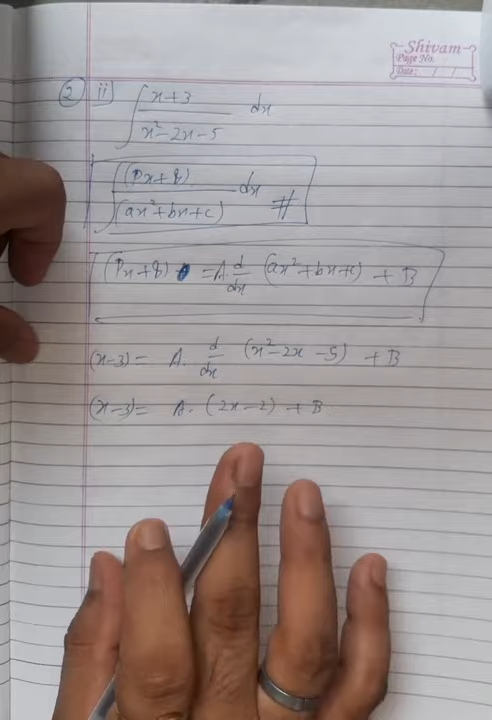 Shivam
Page No.
Date: / /
② ii) ∫ x+3 / x²-2x-5 dx
∫ (Px+q) / (ax²+bx+c) dx #
(Px+q) = A. d/dx (ax²+bx+c) + B
(x-3) = A. d/dx (x²-2x-5) + B
(x-3) = A. (2x-2) + B